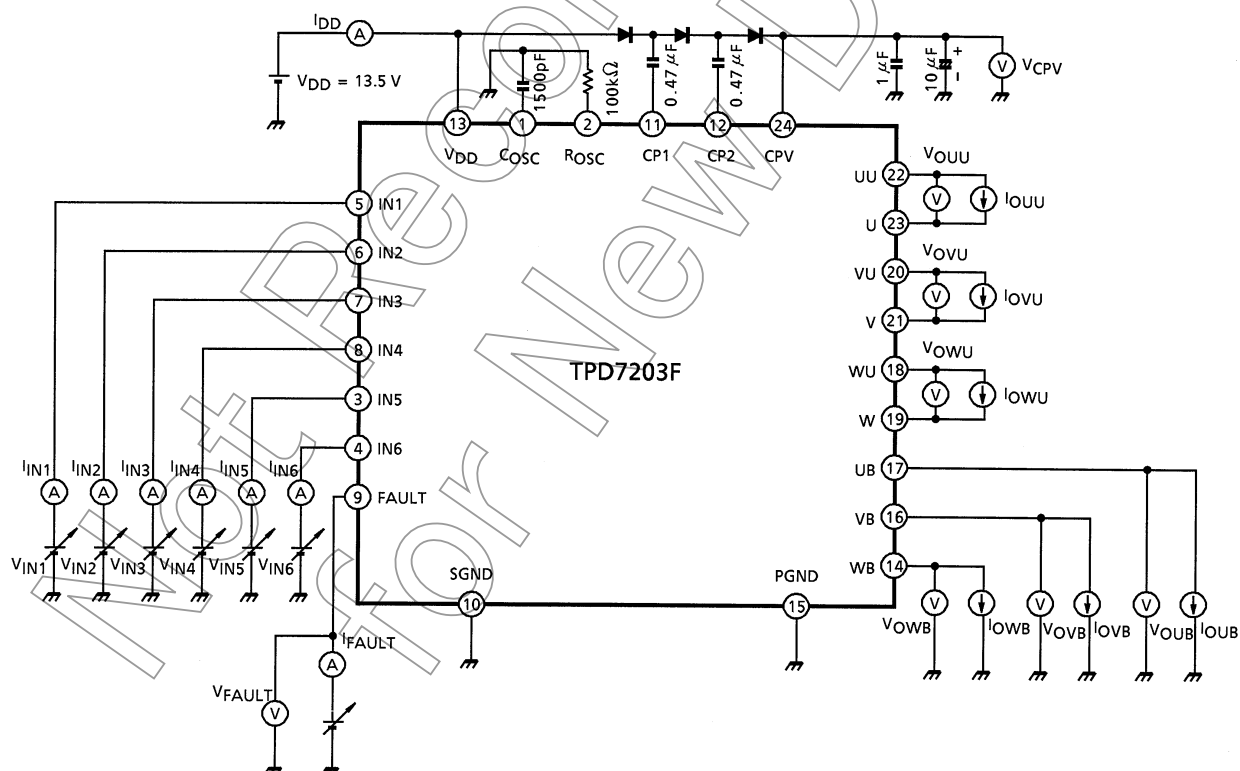 IDD
A
VDD = 13.5 V
1500pF
100kΩ
0.47 μF
0.47 μF
1 μF
10 μF
+
−
V
VCPV
13
1
2
11
12
24
VDD
COSC
ROSC
CP1
CP2
CPV
5 IN1
6 IN2
7 IN3
8 IN4
3 IN5
4 IN6
9 FAULT
TPD7203F
UU 22
U 23
VU 20
V 21
WU 18
W 19
UB 17
VB 16
WB 14
VOUU
V
IOUU
VOVU
V
IOVU
VOWU
V
IOWU
IIN1 IIN2 IIN3 IIN4 IIN5 IIN6
A A A A A A
VIN1 VIN2 VIN3 VIN4 VIN5 VIN6
SGND
10
PGND
15
V V V
VOWB IOWB VOVB IOVB VOUB IOUB
IFAULT
A
VFAULT
V
Not Recom
for New D